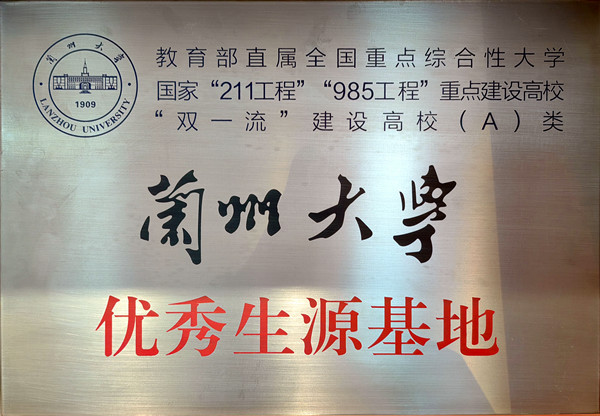 蘭州大學
1909
LANZHOU UNIVERSITY
教育部直属全国重点综合性大学
国家“211工程”“985工程”重点建设高校
“双一流”建设高校(A)类
蘭州大学
优秀生源基地